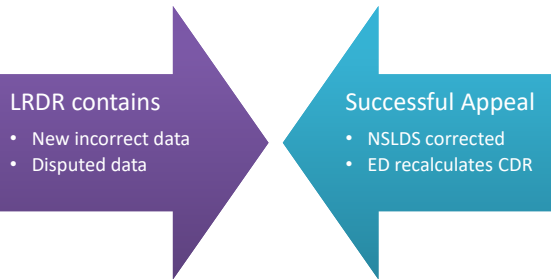 LRDR contains
• New incorrect data
• Disputed data
Successful Appeal
• NSLDS corrected
• ED recalculates CDR